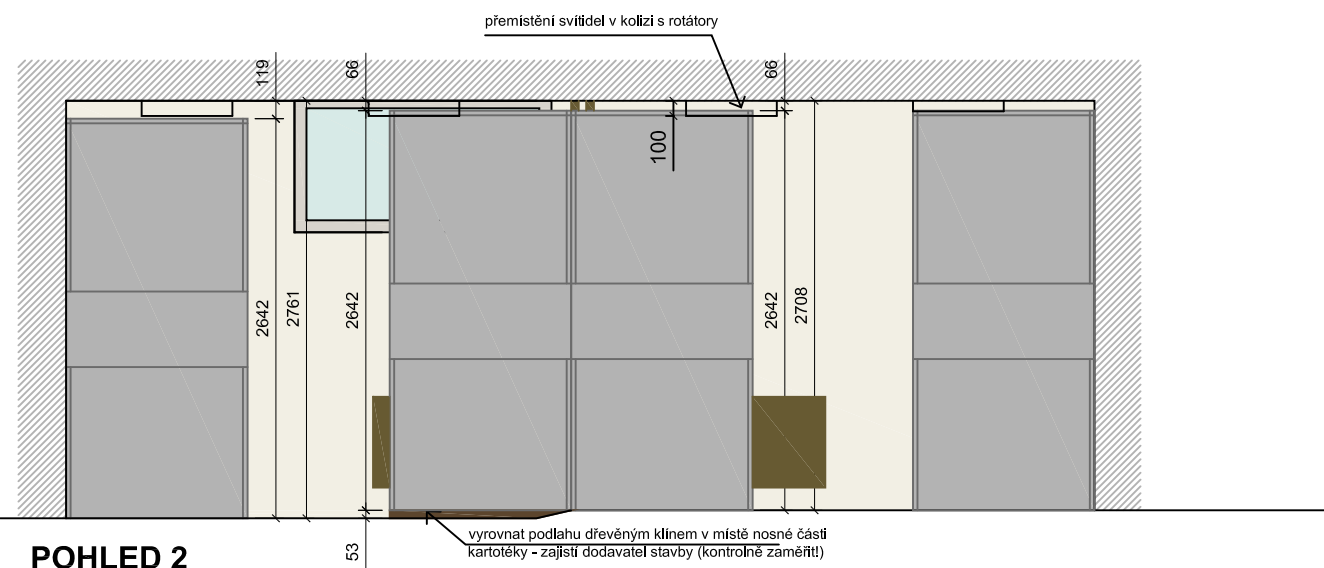 přemístění svítidel v kolizi s rotátory
119
66
66
100
2642
2761
2642
2642
2708
vyrovnat podlahu dřevěným klínem v místě nosné části
kartotéky - zajistí dodavatel stavby (kontrolně zaměřit!)
53
POHLED 2